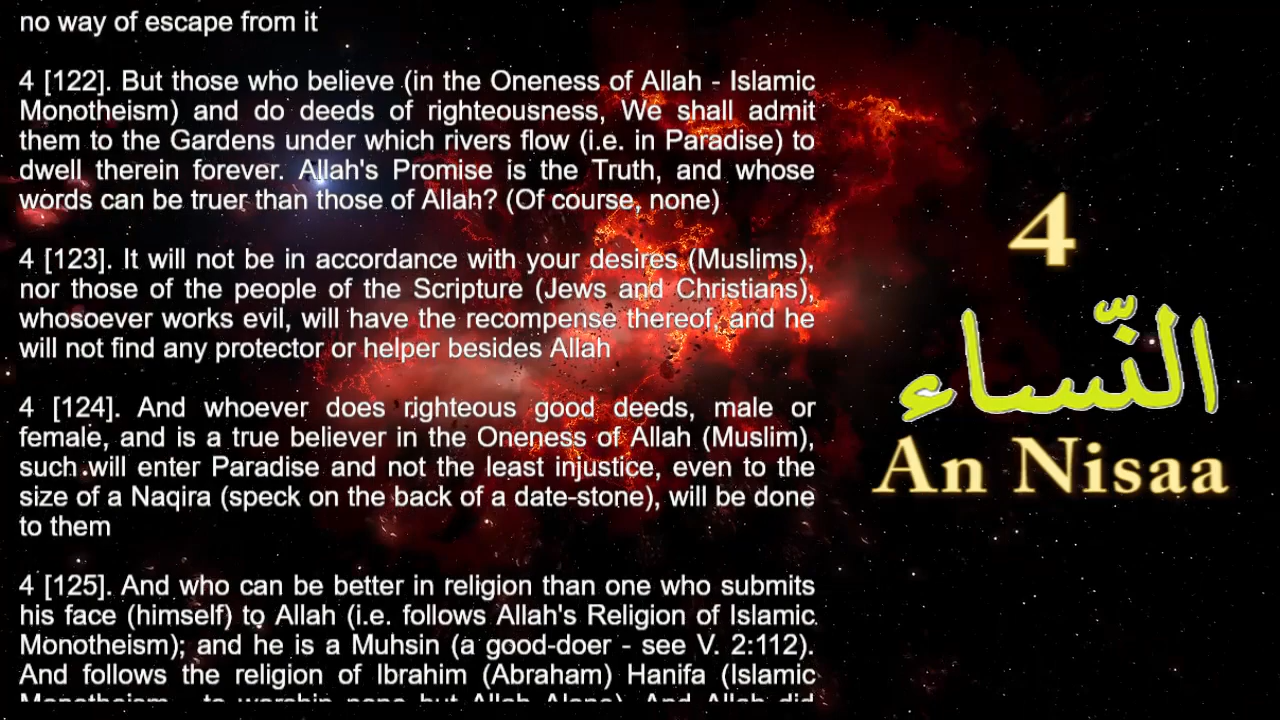 no way of escape from it
4 [122]. But those who believe (in the Oneness of Allah - Islamic
Monotheism) and do deeds of righteousness, We shall admit
them to the Gardens under which rivers flow (i.e. in Paradise) to
dwell therein forever. Allah's Promise is the Truth, and whose
words can be truer than those of Allah? (Of course, none)
4 [123]. It will not be in accordance with your desires (Muslims),
nor those of the people of the Scripture (Jews and Christians),
whosoever works evil, will have the recompense thereof, and he
will not find any protector or helper besides Allah
4 [124]. And whoever does righteous good deeds, male or
female, and is a true believer in the Oneness of Allah (Muslim),
such will enter Paradise and not the least injustice, even to the
size of a Naqira (speck on the back of a date-stone), will be done
to them
4 [125]. And who can be better in religion than one who submits
his face (himself) to Allah (i.e. follows Allah's Religion of Islamic
Monotheism); and he is a Muhsin (a good-doer - see V. 2:112).
And follows the religion of Ibrahim (Abraham) Hanifa (Islamic
Monotheism - to worship none but Allah Alone). And Allah did
4
النّساء
An Nisaa